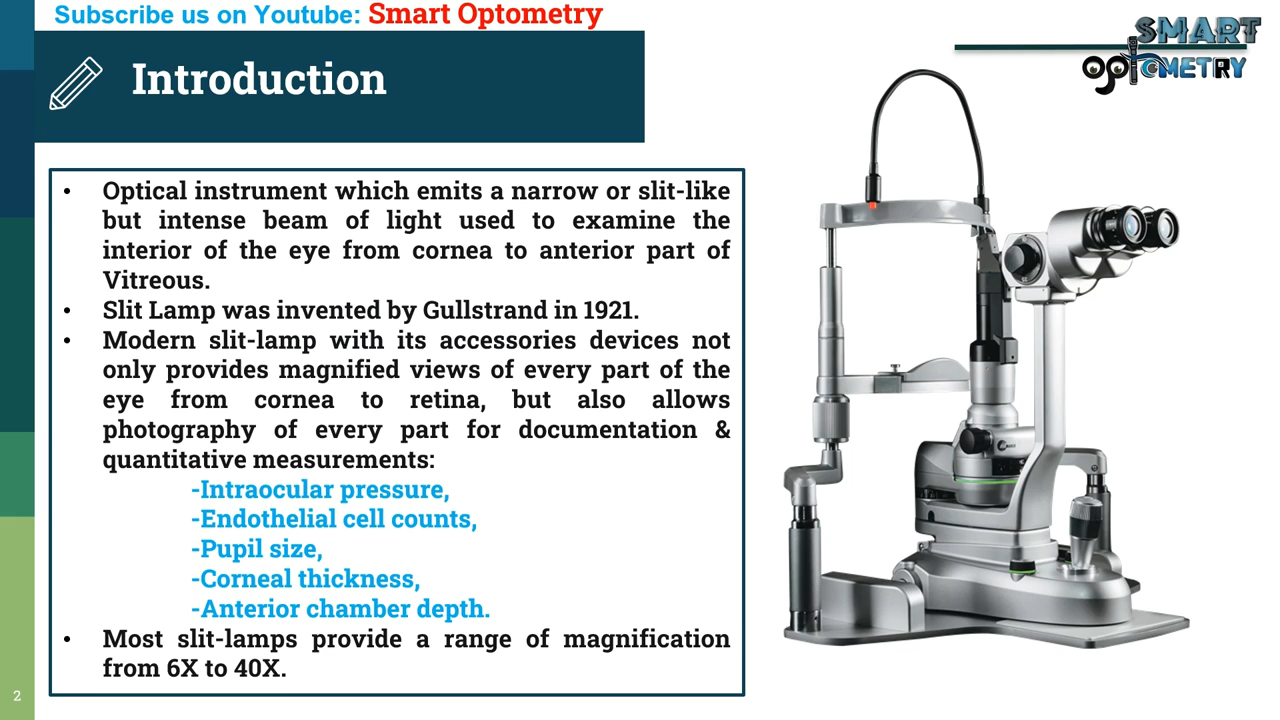 Subscribe us on Youtube: Smart Optometry
SMART
OPTOMETRY
Introduction
• Optical instrument which emits a narrow or slit-like
but intense beam of light used to examine the
interior of the eye from cornea to anterior part of
Vitreous.
• Slit Lamp was invented by Gullstrand in 1921.
• Modern slit-lamp with its accessories devices not
only provides magnified views of every part of the
eye from cornea to retina, but also allows
photography of every part for documentation &
quantitative measurements:
-Intraocular pressure,
-Endothelial cell counts,
-Pupil size,
-Corneal thickness,
-Anterior chamber depth.
• Most slit-lamps provide a range of magnification
from 6X to 40X.
2